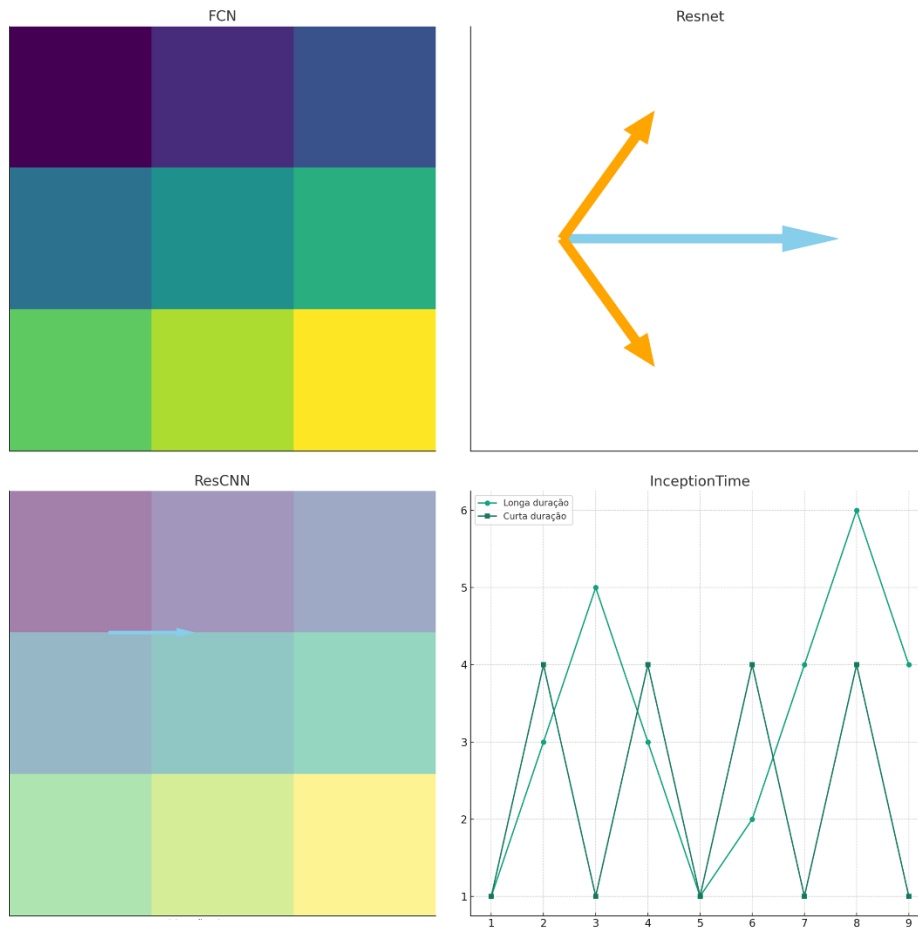 FCN
Resnet
ResCNN
InceptionTime
Longa duração
Curta duração
6
5
4
3
2
1
1 2 3 4 5 6 7 8 9